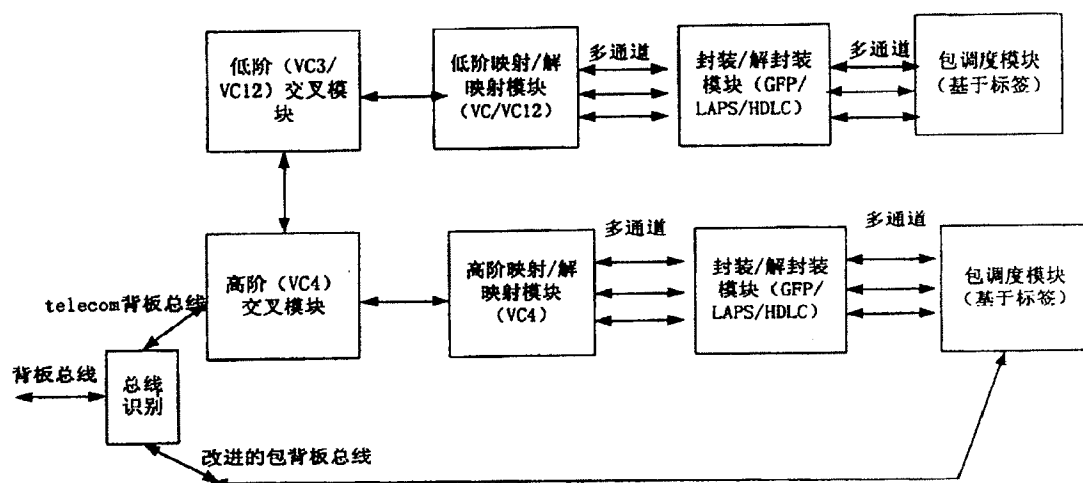 低阶（VC3/
VC12）交叉模
块
低阶映射/解
映射模块
（VC/VC12）
多通道
封装/解封装
模块（GFP/
LAPS/HDLC）
多通道
包调度模块
（基于标签）
高阶（VC4）
交叉模块
高阶映射/解
映射模块
（VC4）
多通道
封装/解封装
模块（GFP/
LAPS/HDLC）
多通道
包调度模块
（基于标签）
telecom背板总线
背板总线
总线
识别
改进的包背板总线